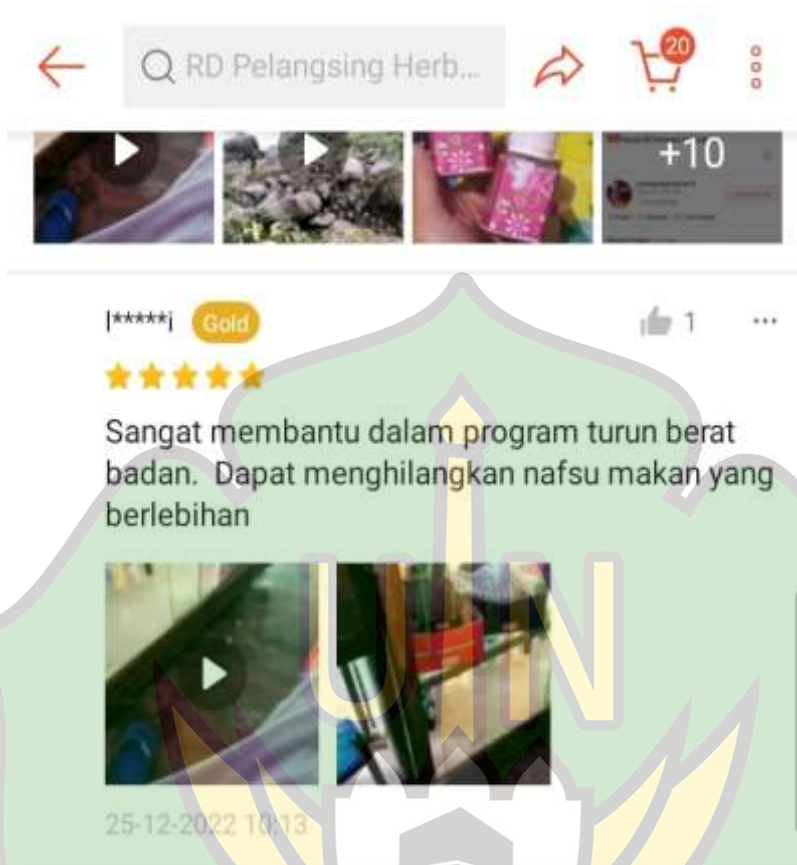 RD Pelangsing Herb...
20
+10
l*****i Gold
1
Sangat membantu dalam program turun berat
badan. Dapat menghilangkan nafsu makan yang
berlebihan
UIN
25-12-2022 10:13